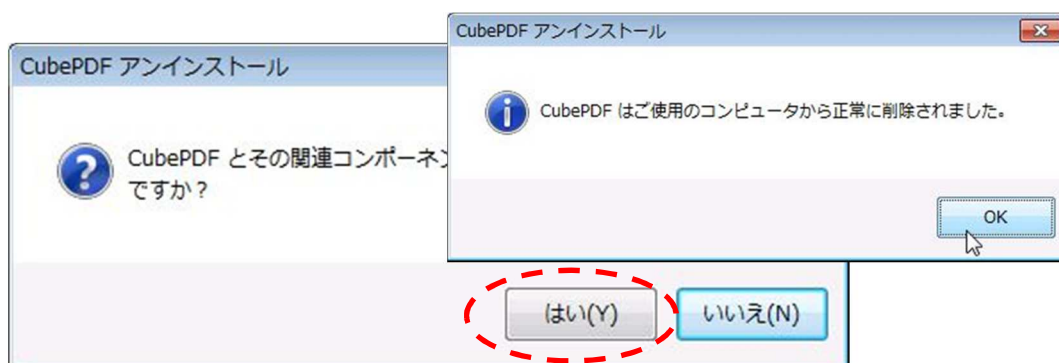 CubePDF アンインストール
CubePDF はご使用のコンピュータから正常に削除されました。
OK
CubePDF アンインストール
CubePDF とその関連コンポーネン
ですか？
はい(Y)
いいえ(N)